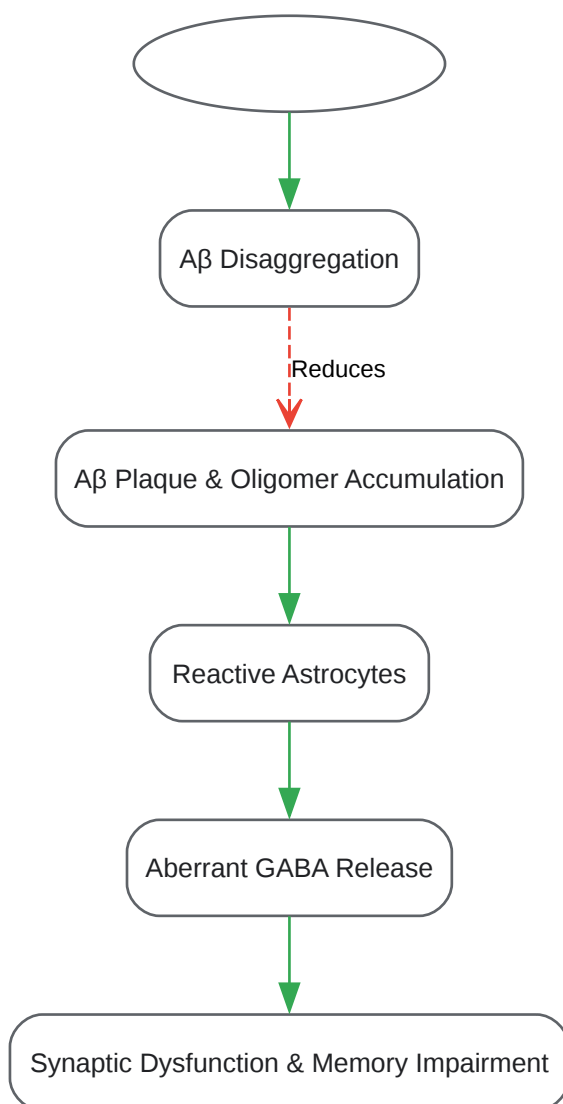 Aβ Disaggregation
Reduces
Aβ Plaque & Oligomer Accumulation
Reactive Astrocytes
Aberrant GABA Release
Synaptic Dysfunction & Memory Impairment